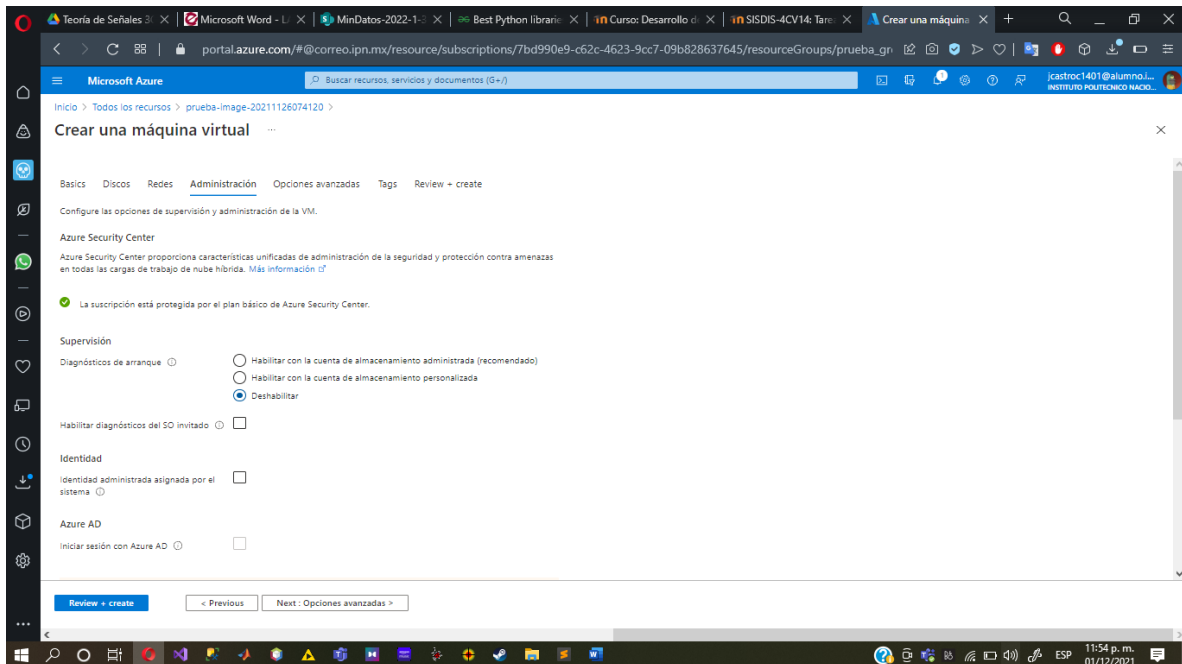 Teoría de Señales 3(
Microsoft Word - L/
MinDatos-2022-1-3
Best Python librarie
Curso: Desarrollo d
SISDIS-4CV14: Tare
Crear una máquina
portal.azure.com/#@correo.ipn.mx/resource/subscriptions/7bd990e9-c62c-4623-9cc7-09b828637645/resourceGroups/prueba_gr
Microsoft Azure
Buscar recursos, servicios y documentos (G+/)
1
jcastroc1401@alumno.i...
INSTITUTO POLITECNICO NACIO...
Inicio > Todos los recursos > prueba-image-20211126074120 >
Crear una máquina virtual ...
Basics Discos Redes Administración Opciones avanzadas Tags Review + create
Configure las opciones de supervisión y administración de la VM.
Azure Security Center
Azure Security Center proporciona características unificadas de administración de la seguridad y protección contra amenazas
en todas las cargas de trabajo de nube híbrida. Más información
La suscripción está protegida por el plan básico de Azure Security Center.
Supervisión
Diagnósticos de arranque
Habilitar con la cuenta de almacenamiento administrada (recomendado)
Habilitar con la cuenta de almacenamiento personalizada
Deshabilitar
Habilitar diagnósticos del SO invitado
Identidad
Identidad administrada asignada por el
sistema
Azure AD
Iniciar sesión con Azure AD
Review + create
< Previous
Next : Opciones avanzadas >
ESP
11:54 p. m.
01/12/2021